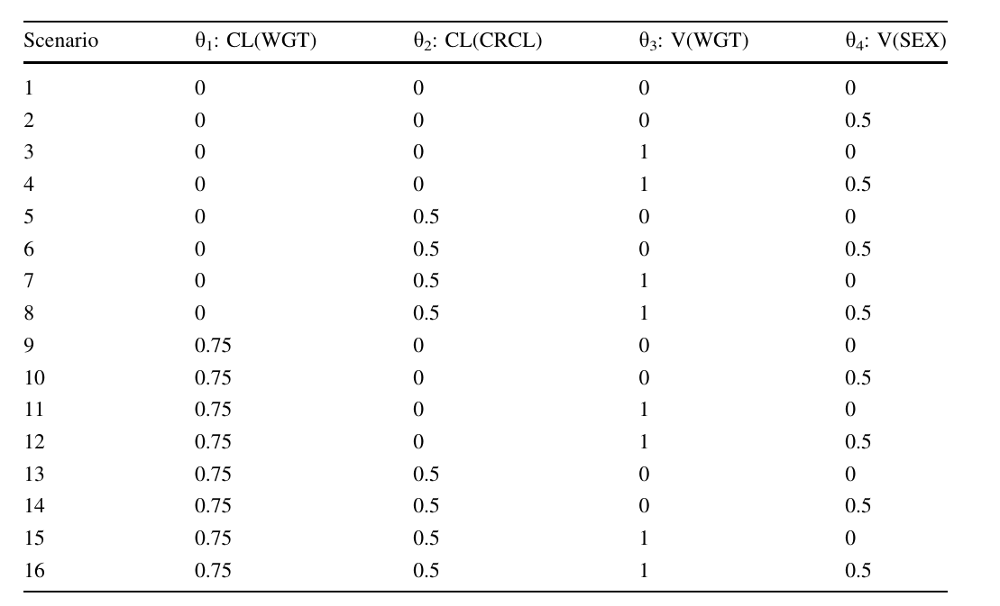 Scenario θ₁: CL(WGT) θ₂: CL(CRCL) θ₃: V(WGT) θ₄: V(SEX)
1 0 0 0 0
2 0 0 0 0.5
3 0 0 1 0
4 0 0 1 0.5
5 0 0.5 0 0
6 0 0.5 0 0.5
7 0 0.5 1 0
8 0 0.5 1 0.5
9 0.75 0 0 0
10 0.75 0 0 0.5
11 0.75 0 1 0
12 0.75 0 1 0.5
13 0.75 0.5 0 0
14 0.75 0.5 0 0.5
15 0.75 0.5 1 0
16 0.75 0.5 1 0.5